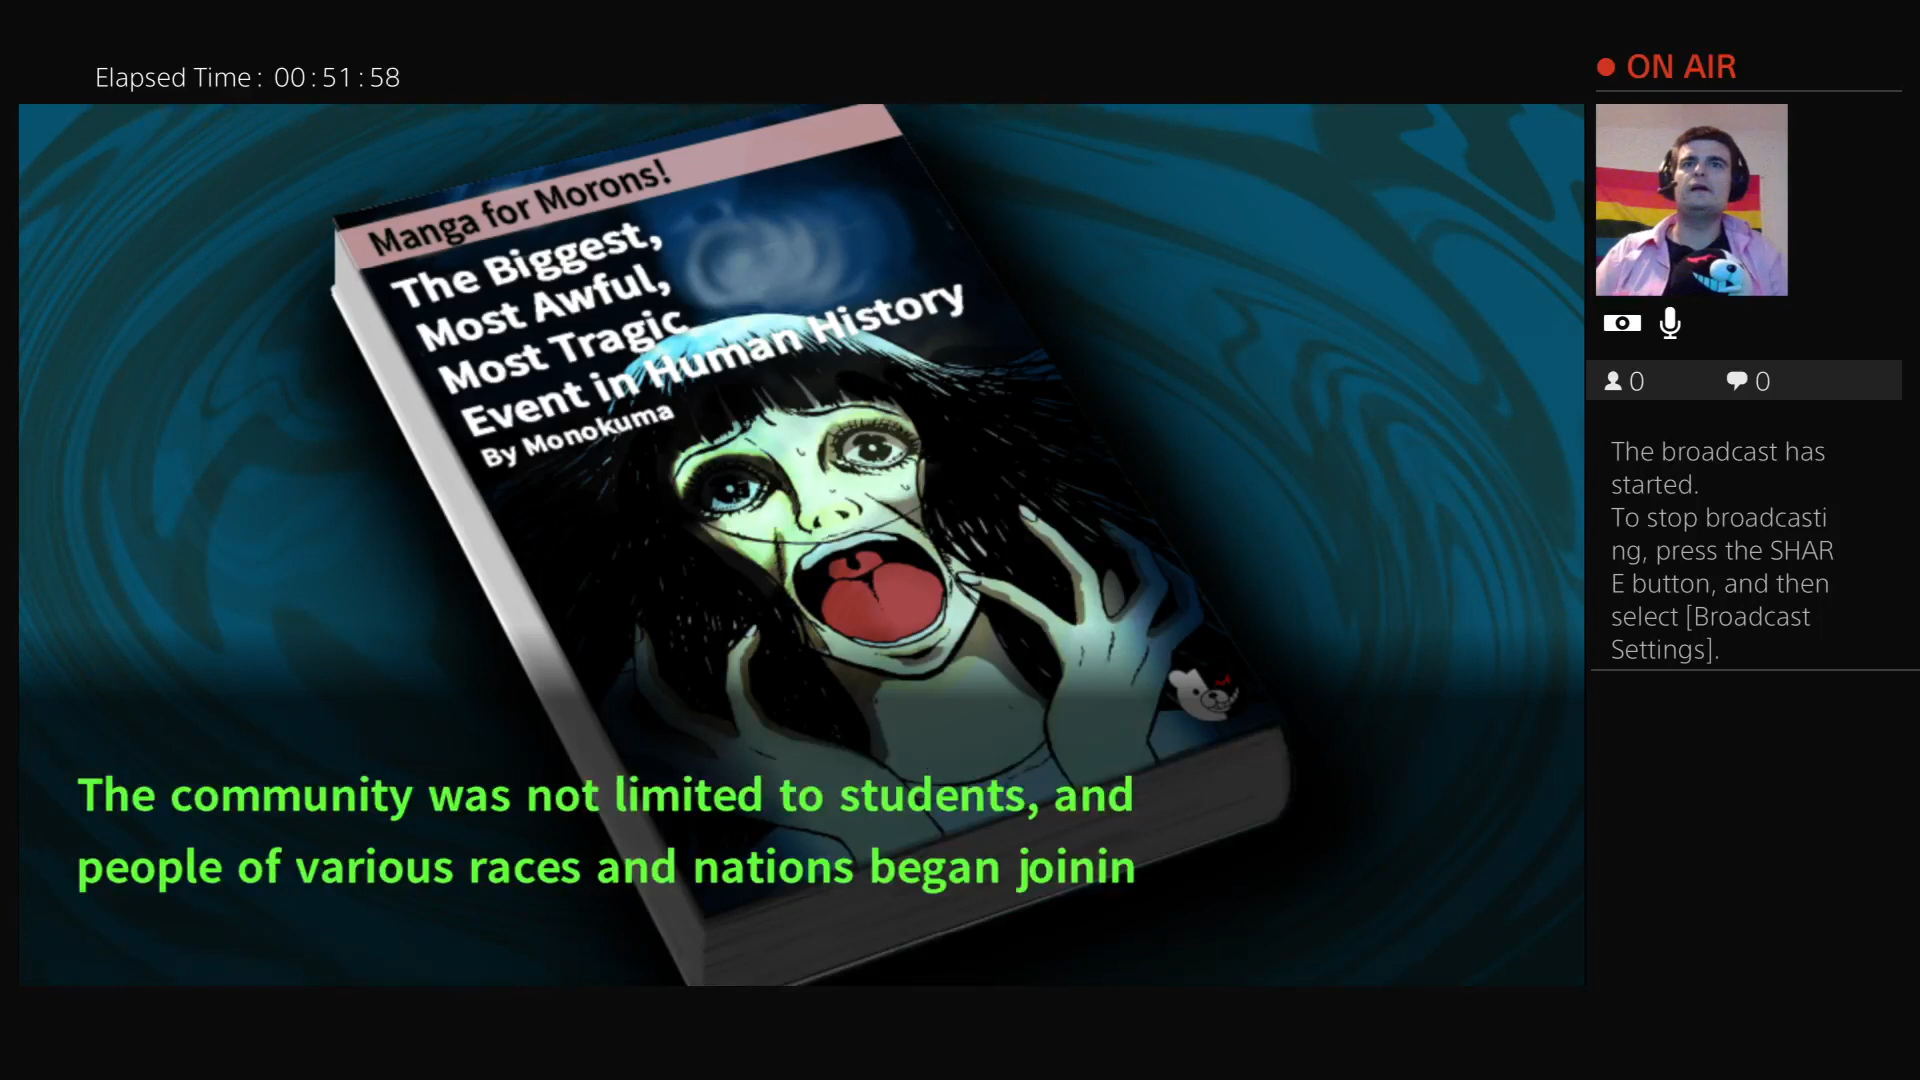 Elapsed Time: 00:51:58
ON AIR
Manga for Morons!
The Biggest,
Most Awful,
Most Tragic
Event in Human History
By Monokuma
0
0
The broadcast has
started.
To stop broadcasti
ng, press the SHAR
E button, and then
select [Broadcast
Settings].
The community was not limited to students, and
people of various races and nations began joinin